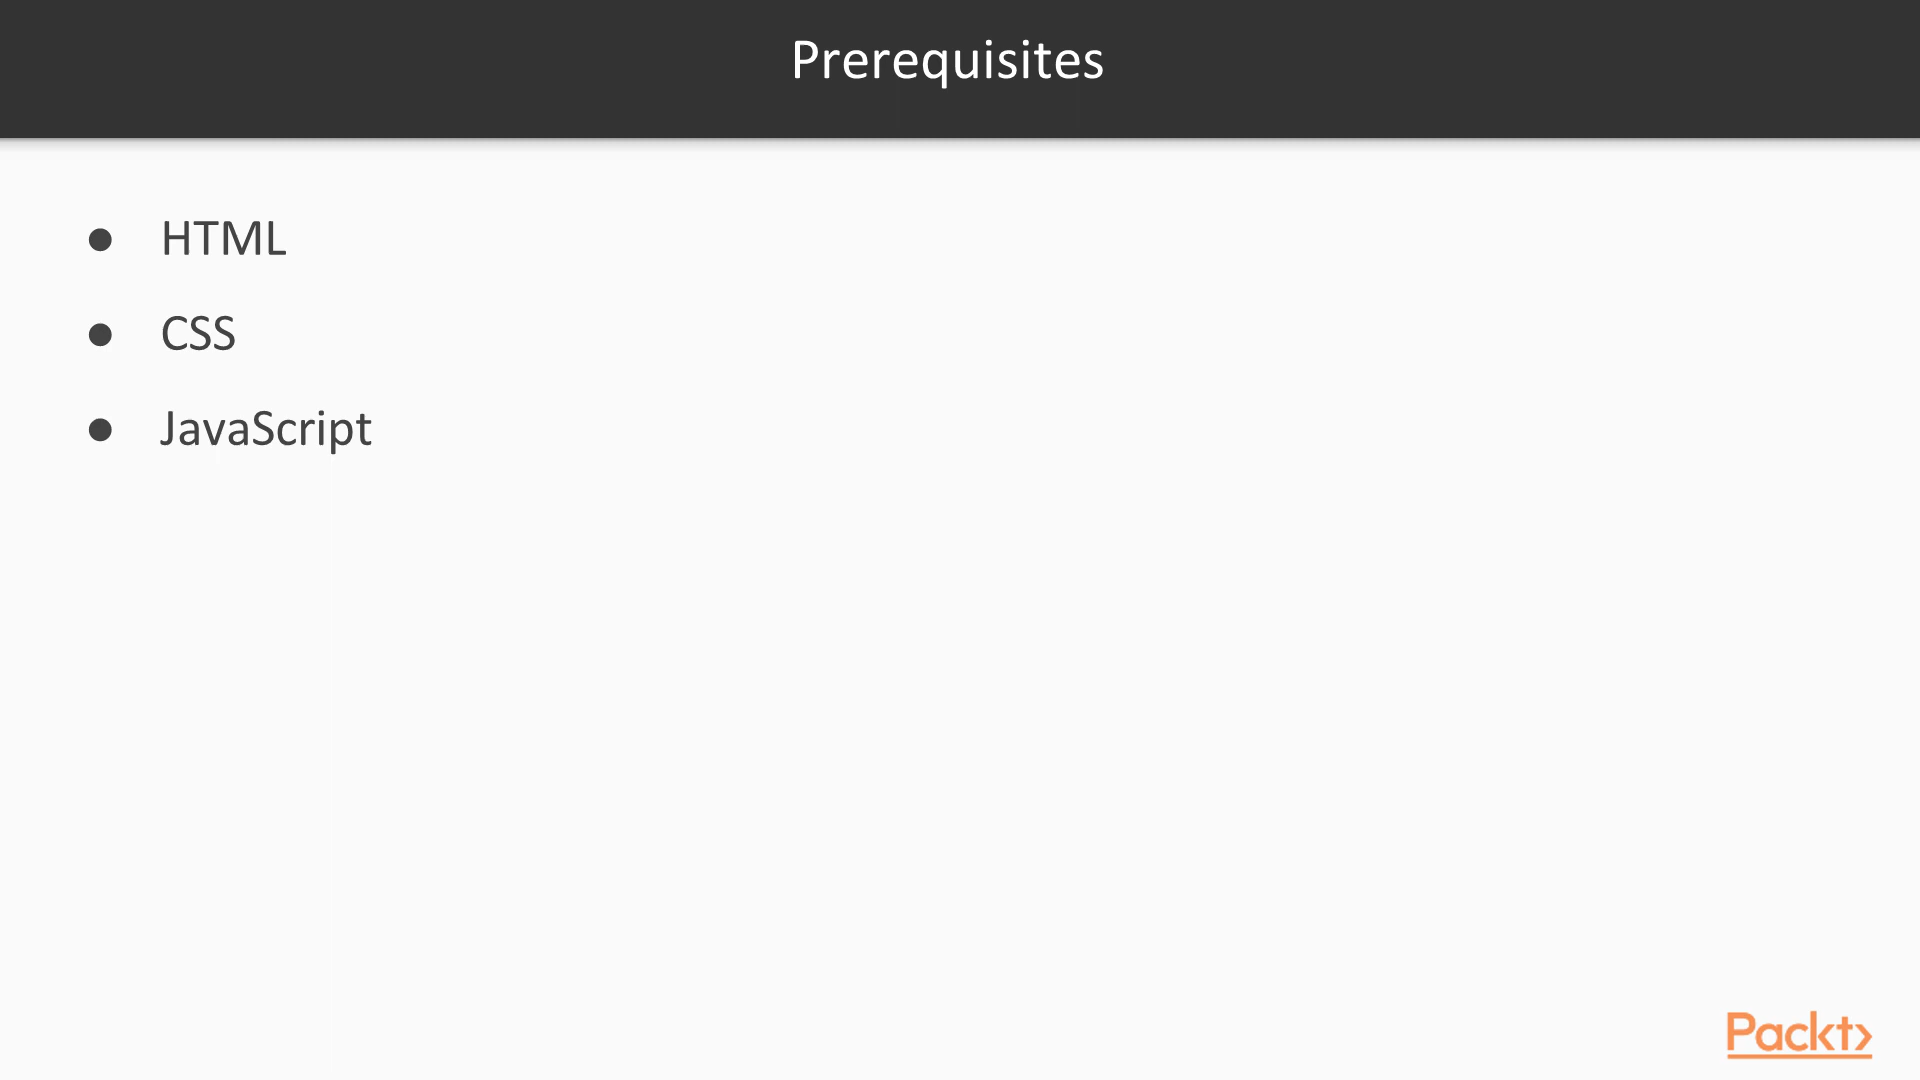 Prerequisites
● HTML
● CSS
● JavaScript
Packt>